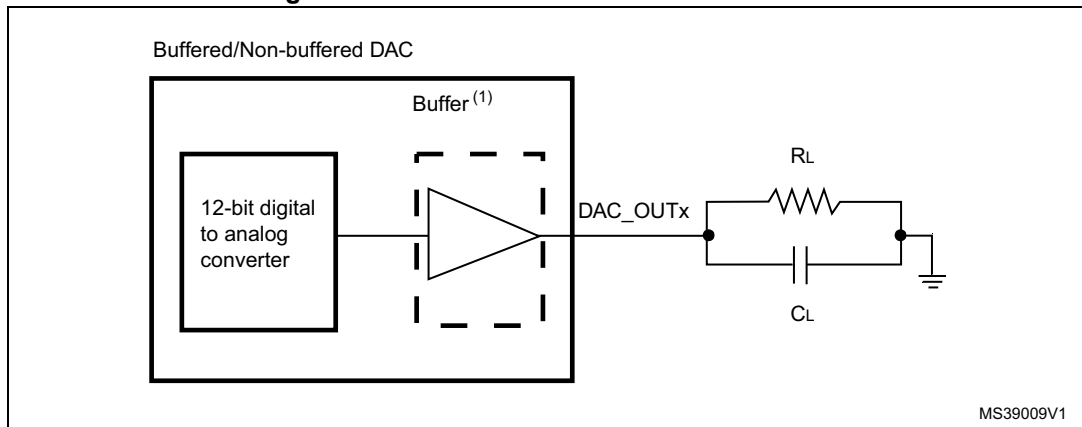 Buffered/Non-buffered DAC
Buffer (1)
12-bit digital
to analog
converter
DAC_OUTx
RL
CL
MS39009V1